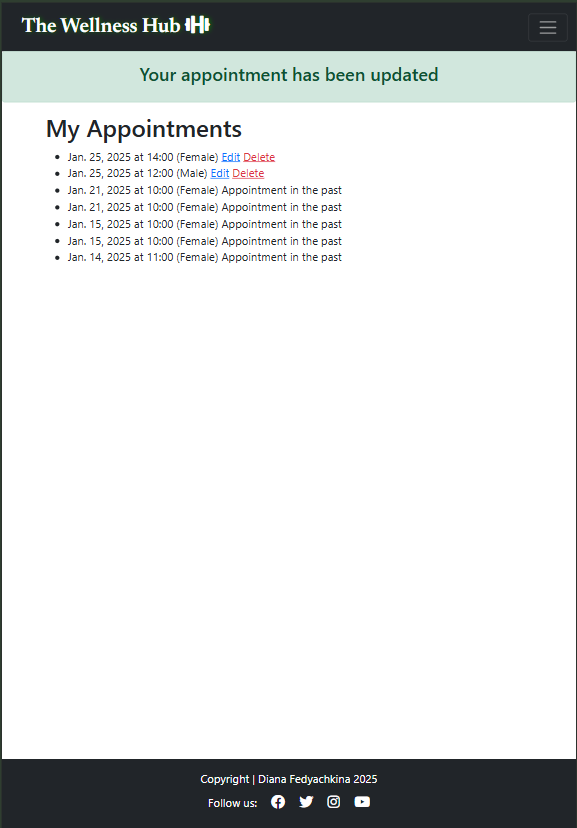 The Wellness Hub
Your appointment has been updated
My Appointments
Jan. 25, 2025 at 14:00 (Female) Edit Delete
Jan. 25, 2025 at 12:00 (Male) Edit Delete
Jan. 21, 2025 at 10:00 (Female) Appointment in the past
Jan. 21, 2025 at 10:00 (Female) Appointment in the past
Jan. 15, 2025 at 10:00 (Female) Appointment in the past
Jan. 15, 2025 at 10:00 (Female) Appointment in the past
Jan. 14, 2025 at 11:00 (Female) Appointment in the past
Copyright | Diana Fedyachkina 2025
Follow us: